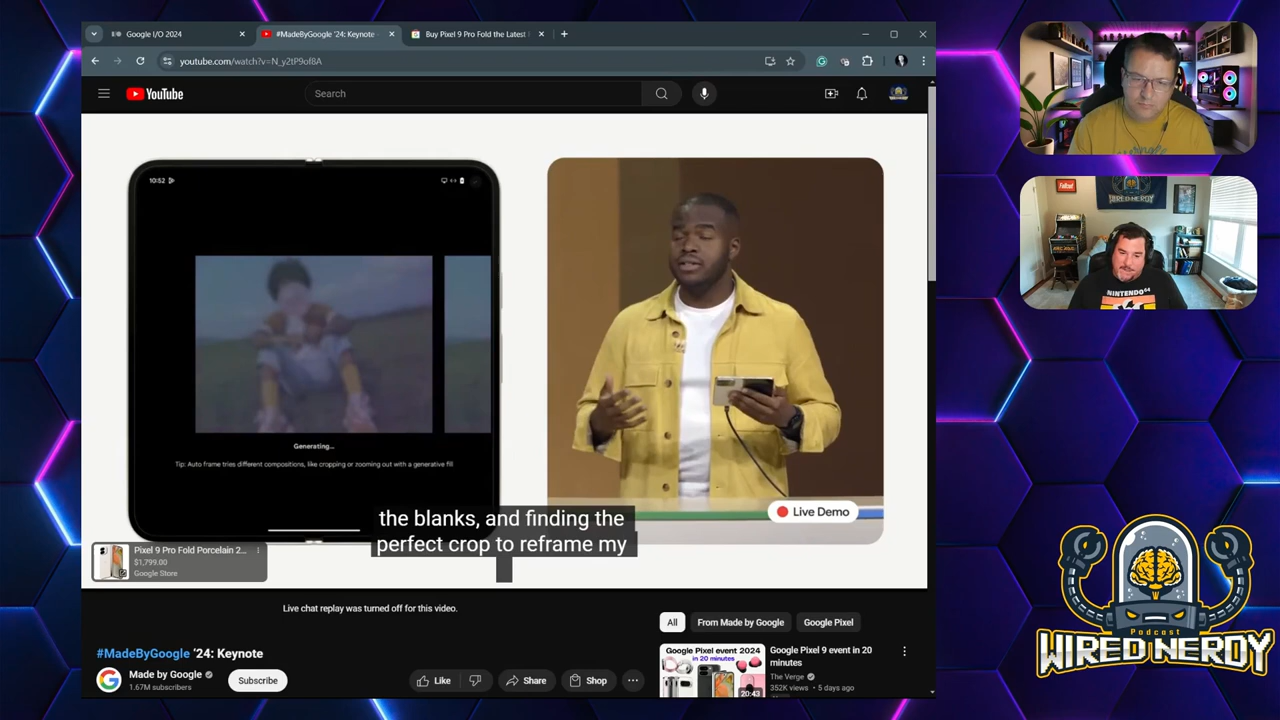 Google I/O 2024
#MadeByGoogle '24: Keynote -
Buy Pixel 9 Pro Fold the Latest
youtube.com/watch?v=N_y2tP9of8A
YouTube
Search
10:52
Generating...
Tip: Auto frame tries different compositions, like cropping or zooming out with a generative fill
Live Demo
the blanks, and finding the
perfect crop to reframe my
Pixel 9 Pro Fold Porcelain 2...
$1,799.00
Google Store
Live chat replay was turned off for this video.
All
From Made by Google
Google Pixel
#MadeByGoogle '24: Keynote
Made by Google
1.67M subscribers
Subscribe
Like
Share
Shop
Google Pixel event 2024
in 20 minutes
20:43
Google Pixel 9 event in 20
minutes
The Verge
352K views • 5 days ago
WIRED NERDY
NINTENDO 64
Podcast
WIRED NERDY